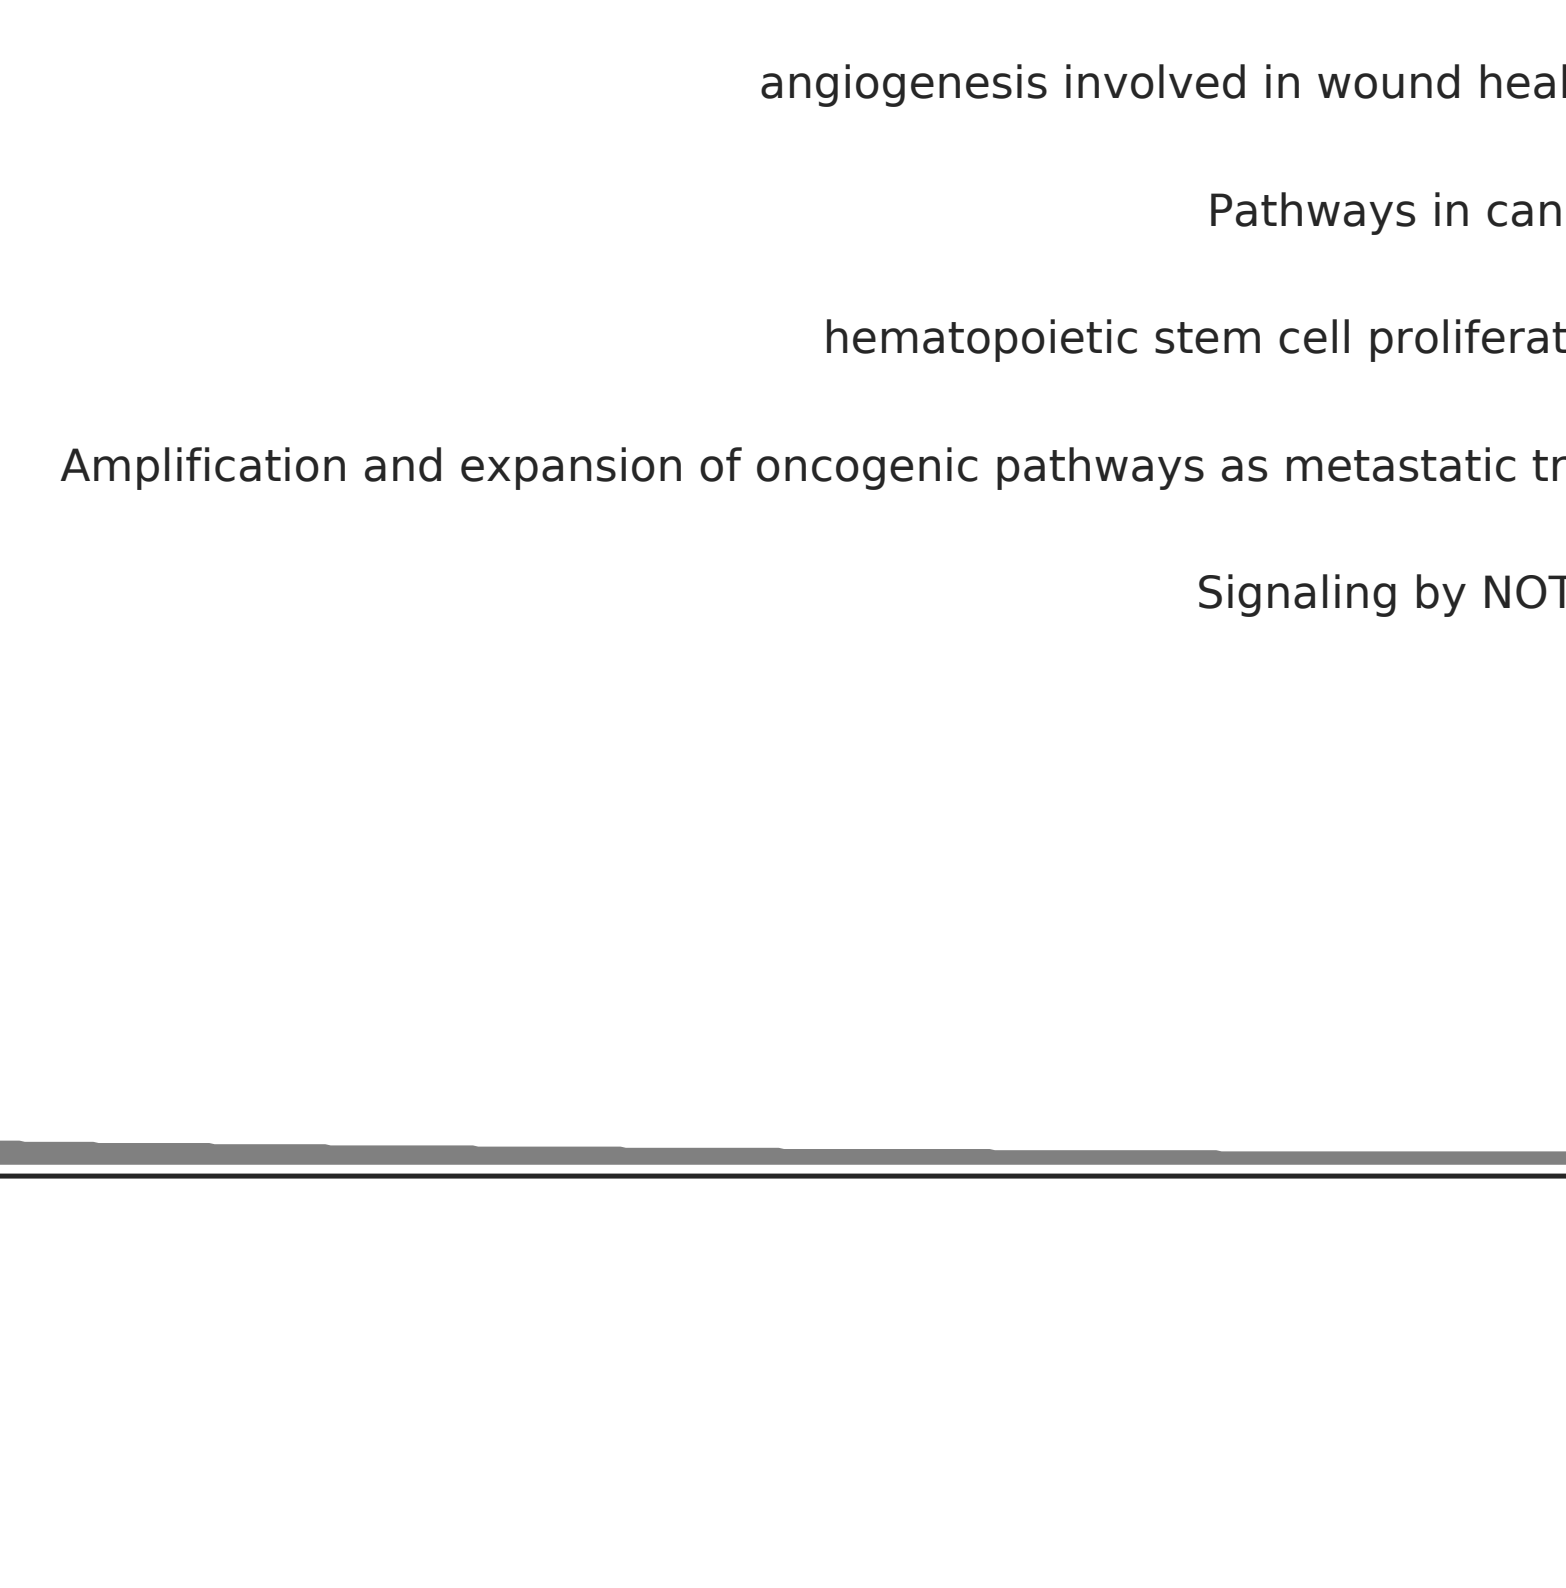 angiogenesis involved in wound heal
Pathways in can
hematopoietic stem cell proliferat
Amplification and expansion of oncogenic pathways as metastatic tr
Signaling by NOT